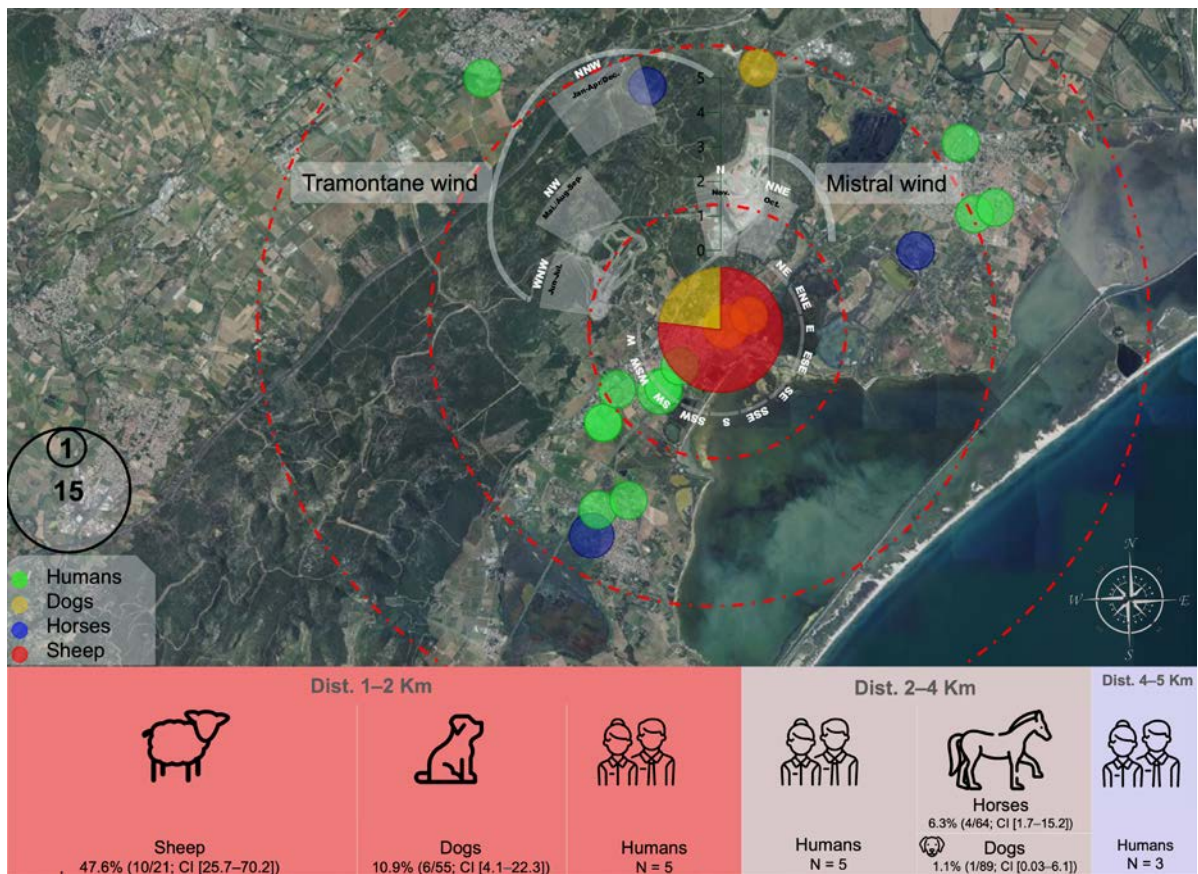 NNW
Jan-Apr/Dec.
5
4
3
2
1
0
Tramontane wind
NW
Mai./Aug-Sep.
N
Nov.
NNE
Oct.
Mistral wind
WNW
Jun-Jul.
NE
ENE
E
ESE
SE
SSE
S
SSW
SW
WSW
W
1
15
Humans
Dogs
Horses
Sheep
N
W
E
S
Dist. 1–2 Km
Dist. 2–4 Km
Dist. 4–5 Km
Sheep
47.6% (10/21; CI [25.7–70.2])
Dogs
10.9% (6/55; CI [4.1–22.3])
Humans
N = 5
Humans
N = 5
Horses
6.3% (4/64; CI [1.7–15.2])
Dogs
1.1% (1/89; CI [0.03–6.1])
Humans
N = 3